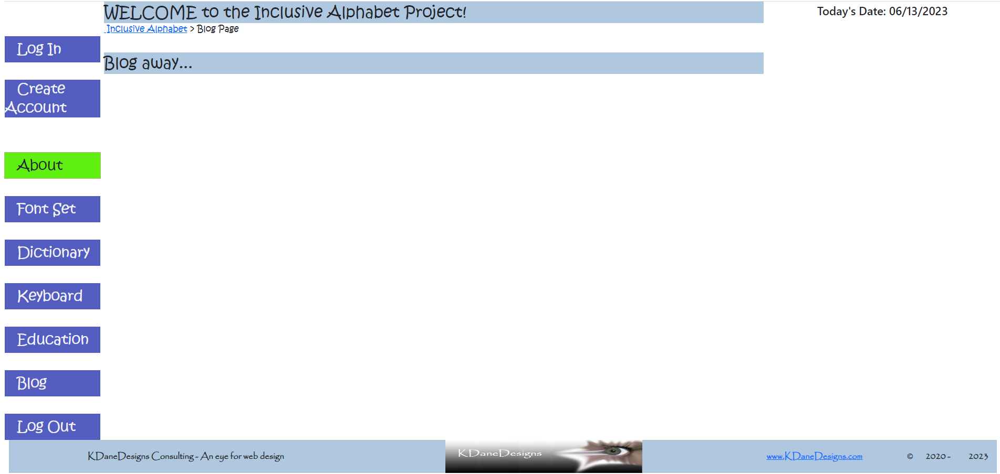 WELCOME to the Inclusive Alphabet Project!
Today's Date: 06/13/2023
Inclusive Alphabet > Blog Page
Log In
Blog away...
Create
Account
About
Font Set
Dictionary
Keyboard
Education
Blog
Log Out
KDaneDesigns Consulting - An eye for web design
KDaneDesigns
www.KDaneDesigns.com © 2020 - 2023